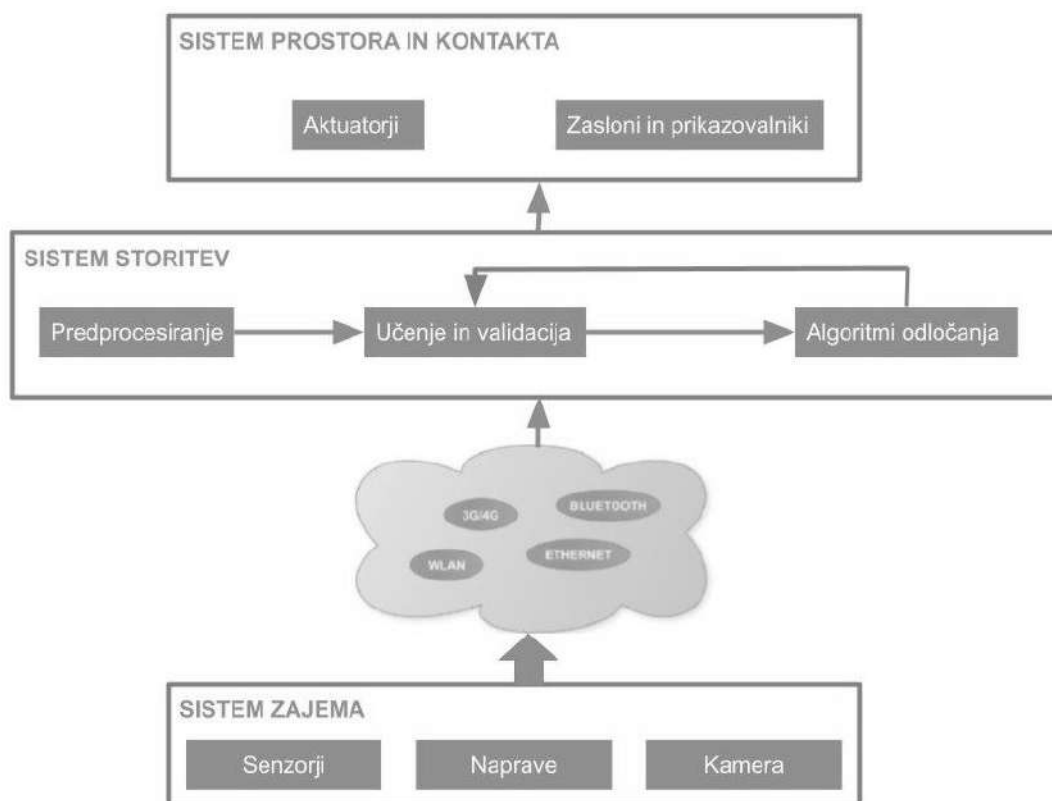 SISTEM PROSTORA IN KONTAKTA
Aktuatorji
Zasloni in prikazovalniki
SISTEM STORITEV
Predprocesiranje
Učenje in validacija
Algoritmi odločanja
3G/4G
BLUETOOTH
WLAN
ETHERNET
SISTEM ZAJEMA
Senzorji
Naprave
Kamera